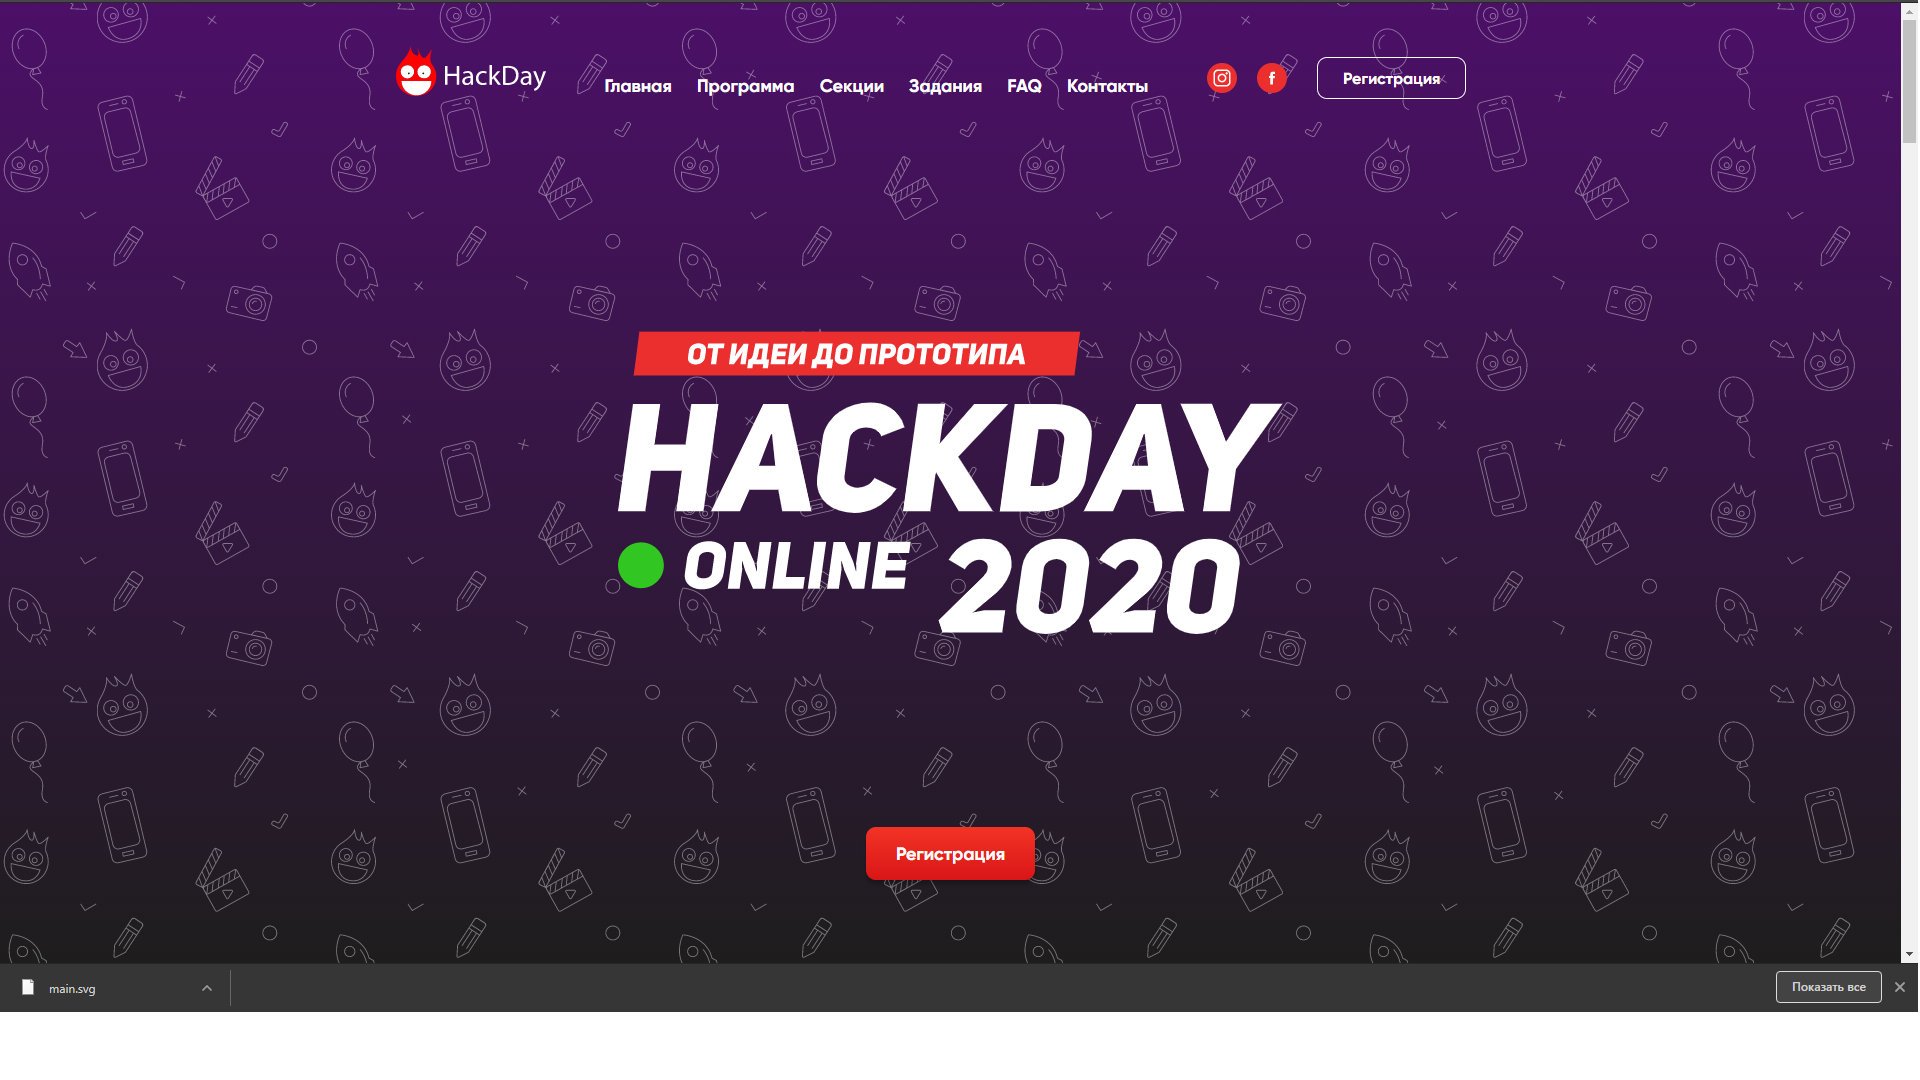 HackDay
Главная Программа Секции Задания FAQ Контакты
Регистрация
ОТ ИДЕИ ДО ПРОТОТИПА
HACKDAY
ONLINE 2020
Регистрация
main.svg
Показать все